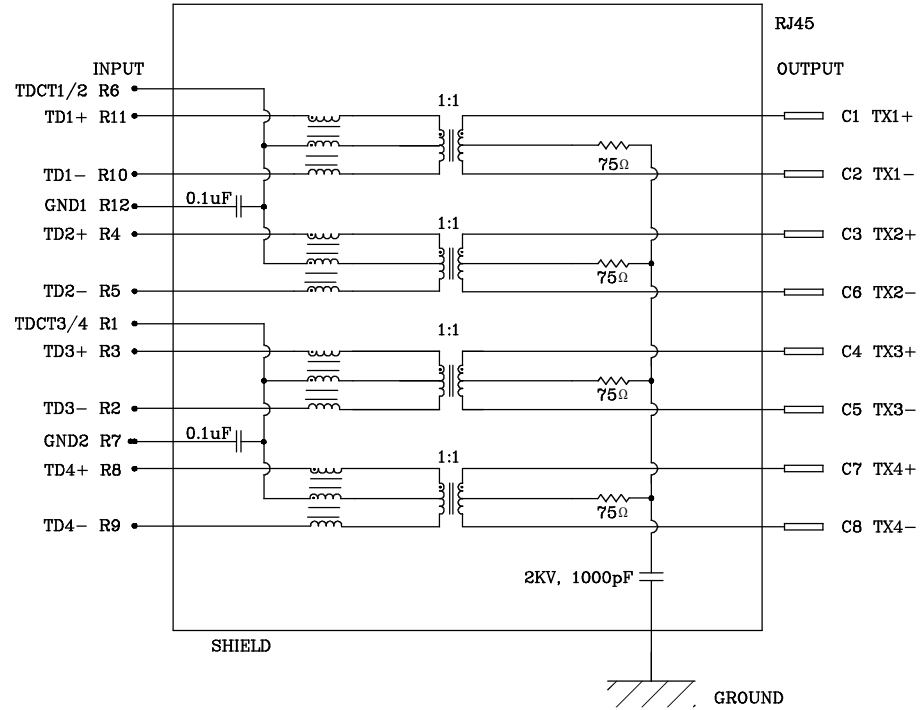 RJ45
INPUT
OUTPUT
TDCT1/2 R6
1:1
TD1+ R11
C1 TX1+
75Ω
TD1- R10
C2 TX1-
GND1 R12
0.1uF
1:1
TD2+ R4
C3 TX2+
75Ω
TD2- R5
C6 TX2-
TDCT3/4 R1
1:1
TD3+ R3
C4 TX3+
75Ω
TD3- R2
C5 TX3-
GND2 R7
0.1uF
1:1
TD4+ R8
C7 TX4+
75Ω
TD4- R9
C8 TX4-
2KV, 1000pF
SHIELD
GROUND